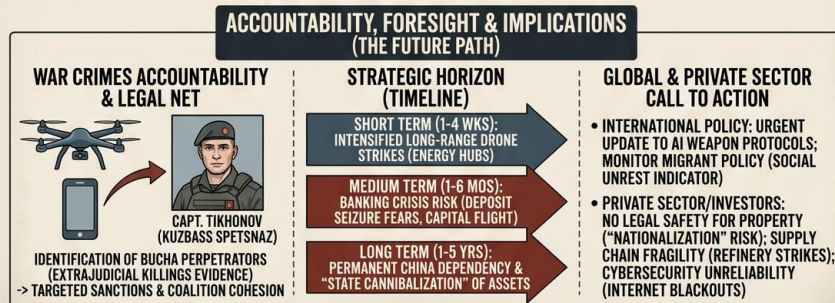 ACCOUNTABILITY, FORESIGHT & IMPLICATIONS
(THE FUTURE PATH)
WAR CRIMES ACCOUNTABILITY
& LEGAL NET
CAPT. TIKHONOV
(KUZBASS SPETSNAZ)
IDENTIFICATION OF BUCHA PERPETRATORS
(EXTRAJUDICIAL KILLINGS EVIDENCE)
-> TARGETED SANCTIONS & COALITION COHESION
STRATEGIC HORIZON
(TIMELINE)
SHORT TERM (1-4 WKS):
INTENSIFIED LONG-RANGE DRONE
STRIKES (ENERGY HUBS)
MEDIUM TERM (1-6 MOS):
BANKING CRISIS RISK (DEPOSIT
SEIZURE FEARS, CAPITAL FLIGHT)
LONG TERM (1-5 YRS):
PERMANENT CHINA DEPENDENCY &
"STATE CANNIBALIZATION" OF ASSETS
GLOBAL & PRIVATE SECTOR
CALL TO ACTION
• INTERNATIONAL POLICY: URGENT
UPDATE TO AI WEAPON PROTOCOLS;
MONITOR MIGRANT POLICY (SOCIAL
UNREST INDICATOR)
• PRIVATE SECTOR/INVESTORS:
NO LEGAL SAFETY FOR PROPERTY
("NATIONALIZATION" RISK); SUPPLY
CHAIN FRAGILITY (REFINERY STRIKES);
CYBERSECURITY UNRELIABILITY
(INTERNET BLACKOUTS)